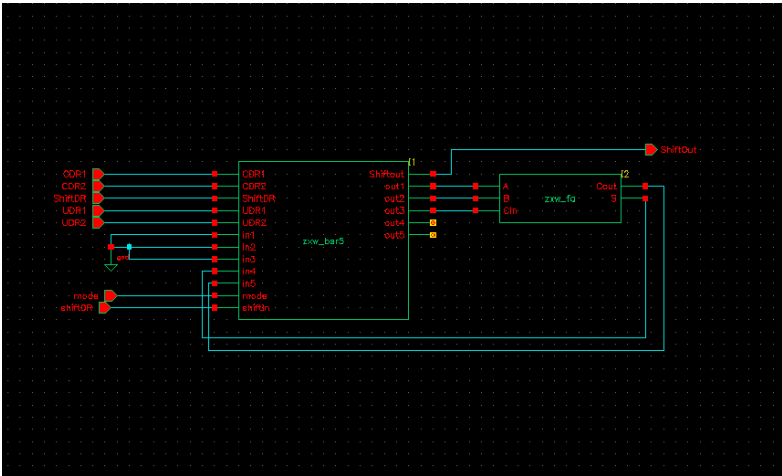 I1
ShiftOut
CDR1 CDR1 Shiftout
I2
CDR2 CDR2 out1 A Cout
ShiftDR ShiftDR out2 B zxw_fa S
UDR1 UDR1 out3 Cin
UDR2 UDR2 out4
in1 out5
in2 zxw_bar5
gnd in3
in4
in5
mode mode
shiftDR shiftin